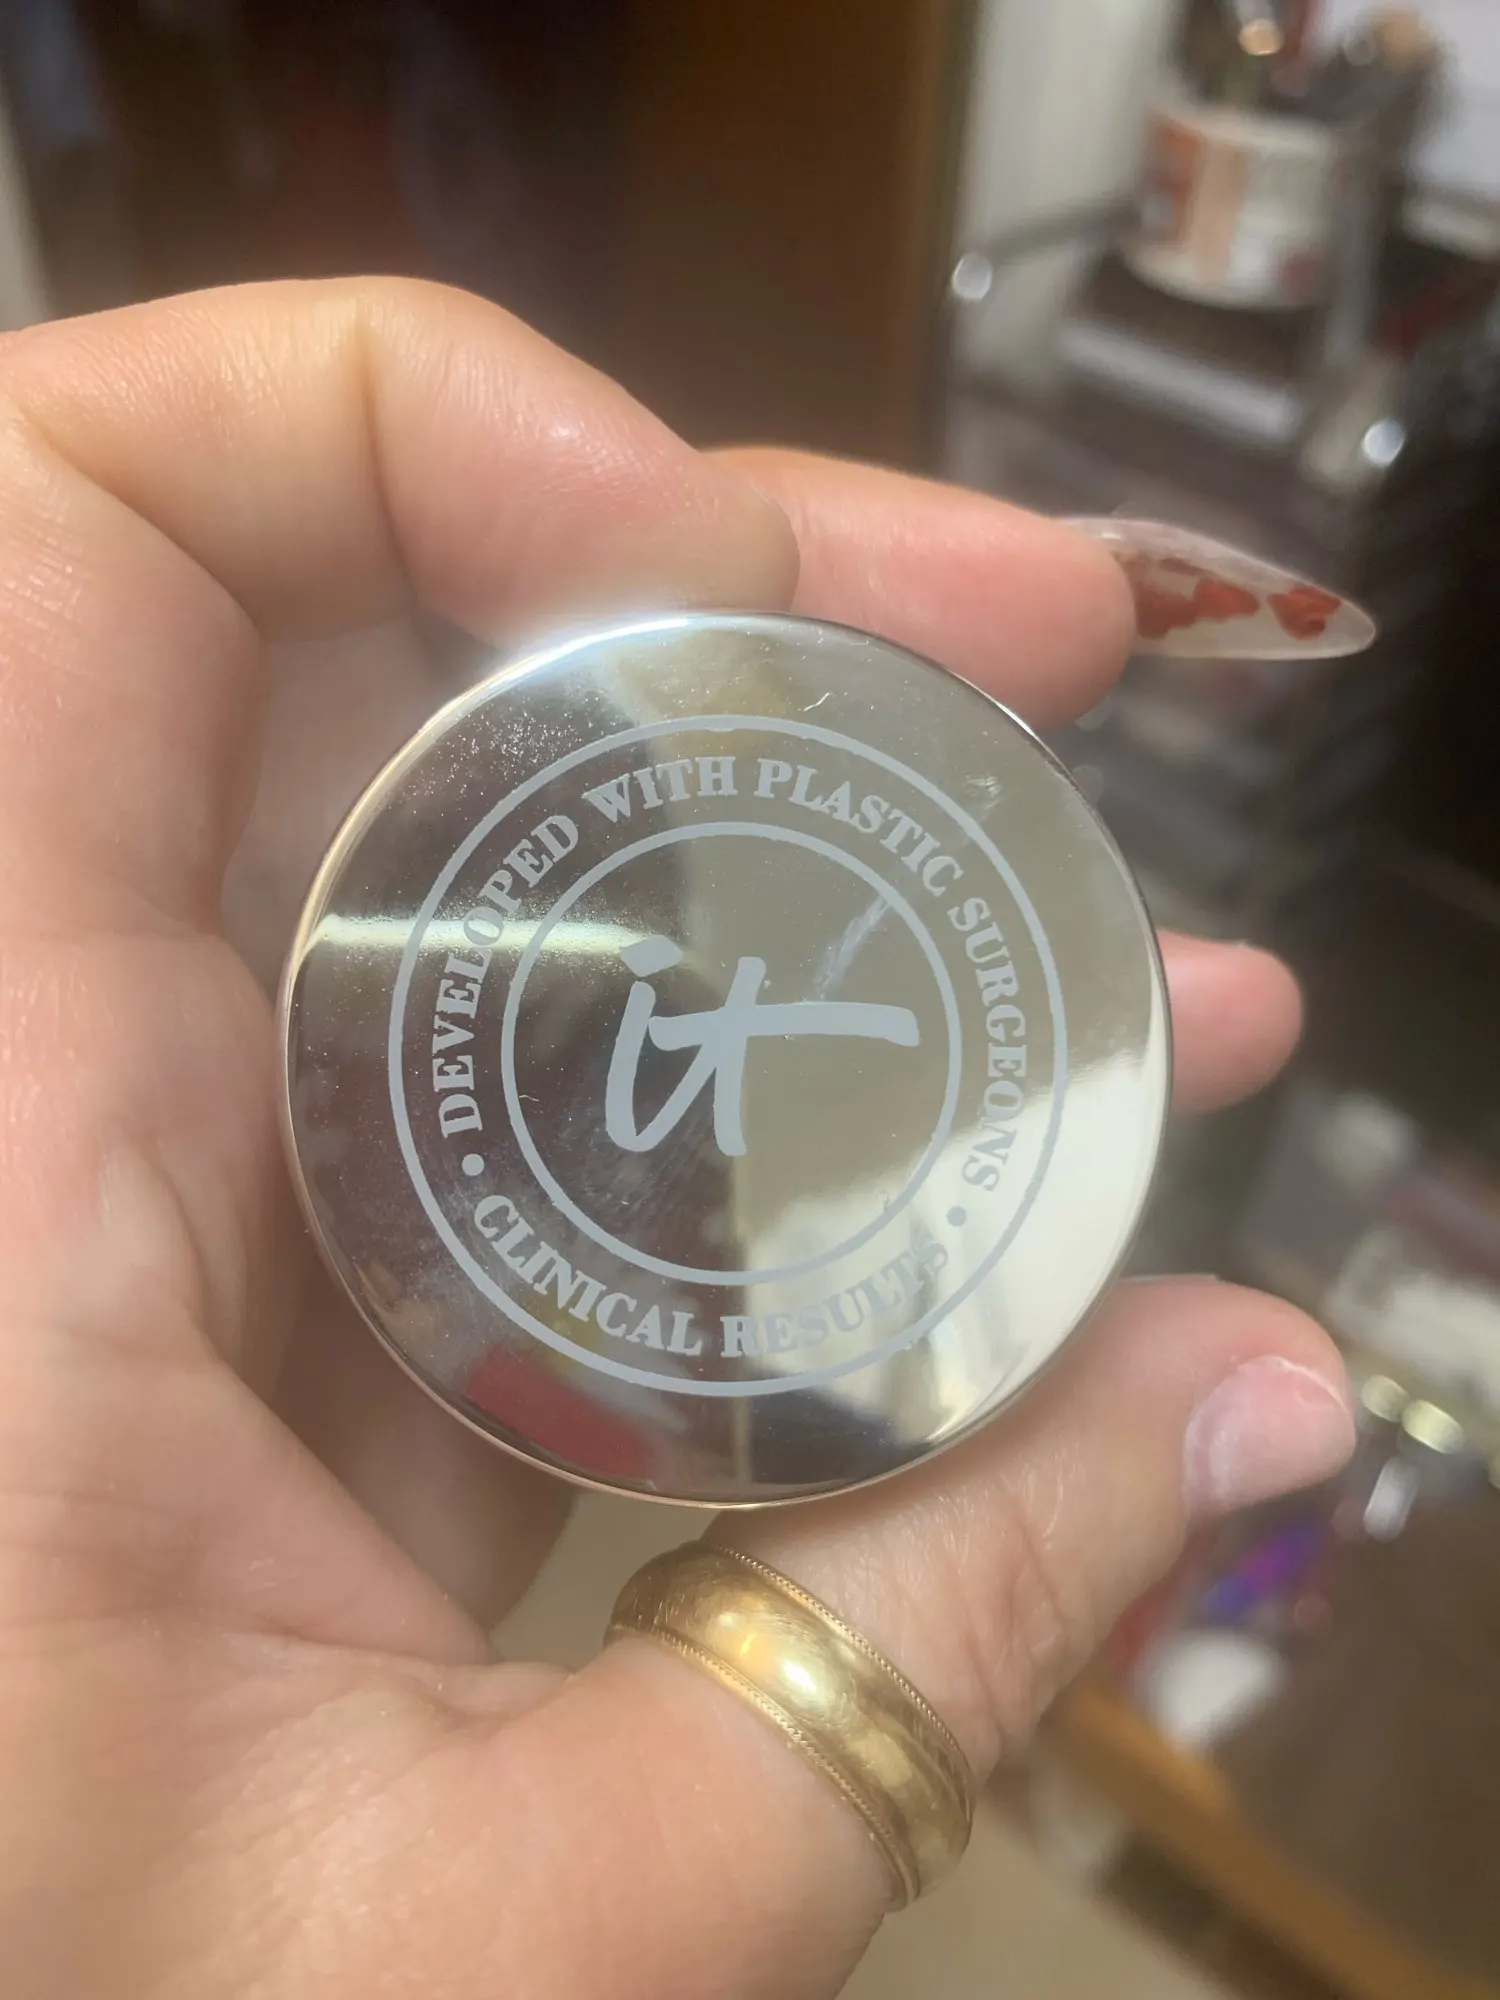 • DEVELOPED WITH PLASTIC SURGEONS •
CLINICAL RESULTS
it